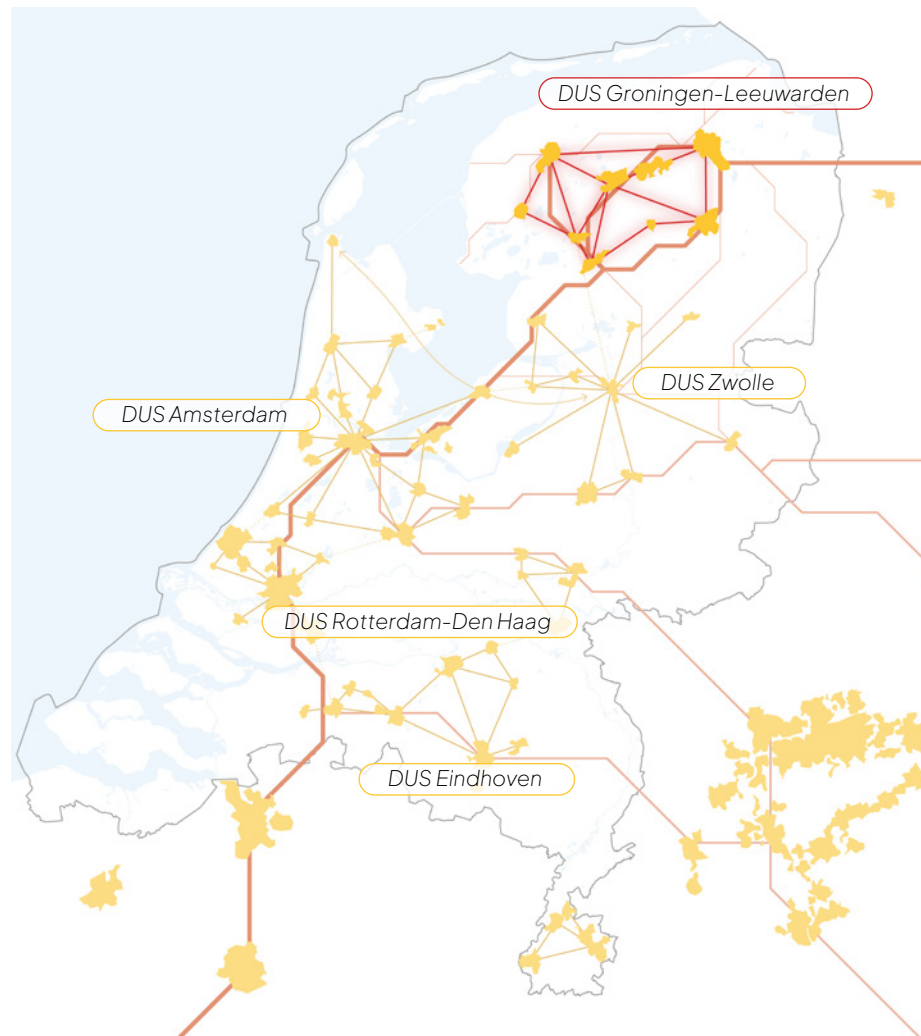 DUS Groningen-Leeuwarden
DUS Zwolle
DUS Amsterdam
DUS Rotterdam-Den Haag
DUS Eindhoven